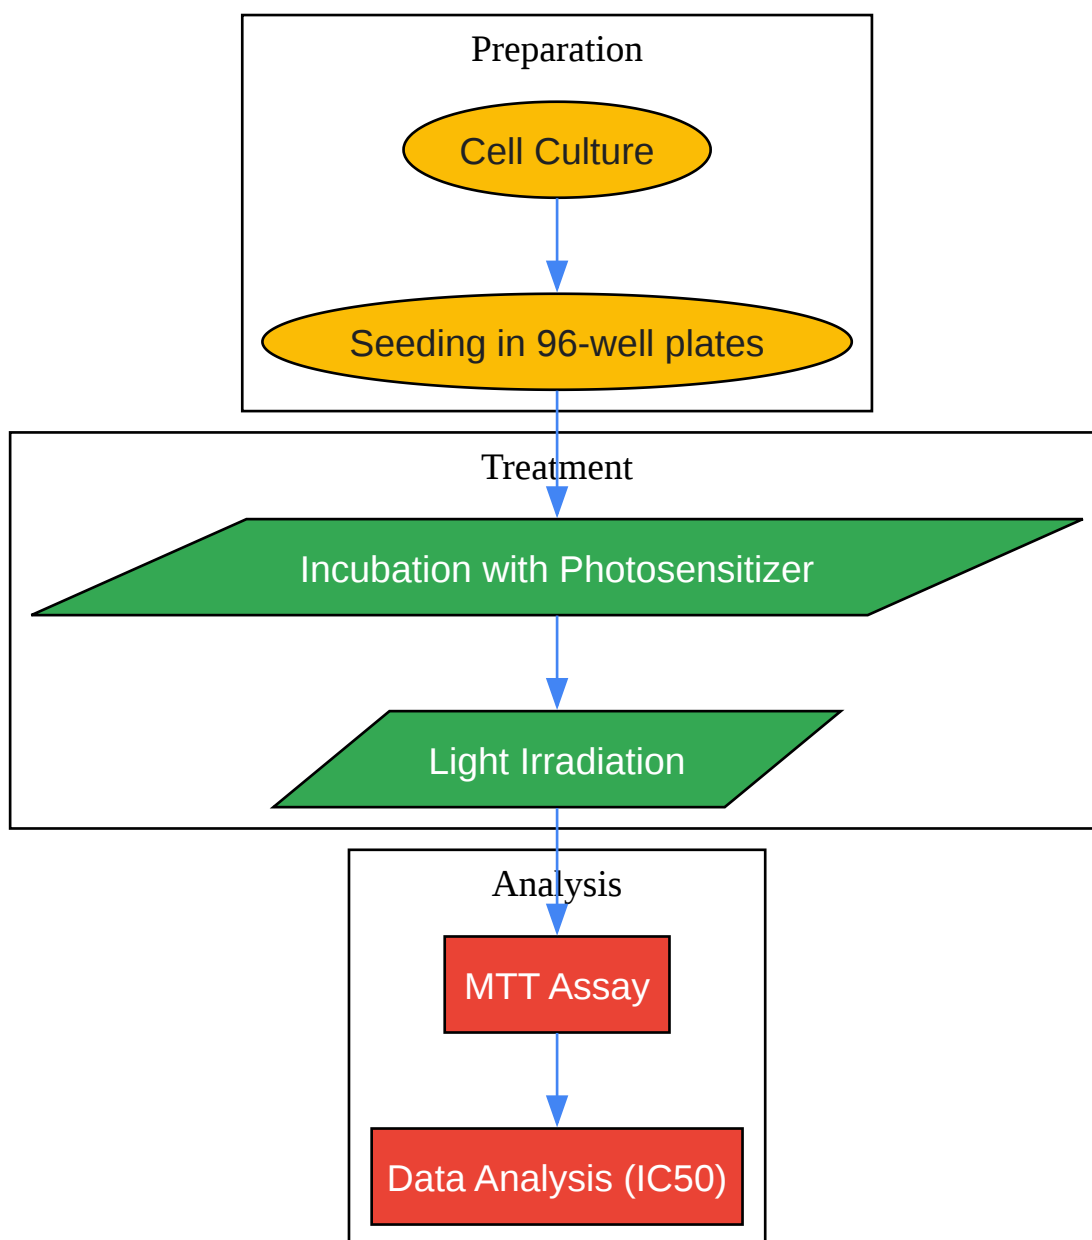 Preparation
Cell Culture
Seeding in 96-well plates
Treatment
Incubation with Photosensitizer
Light Irradiation
Analysis
MTT Assay
Data Analysis (IC50)